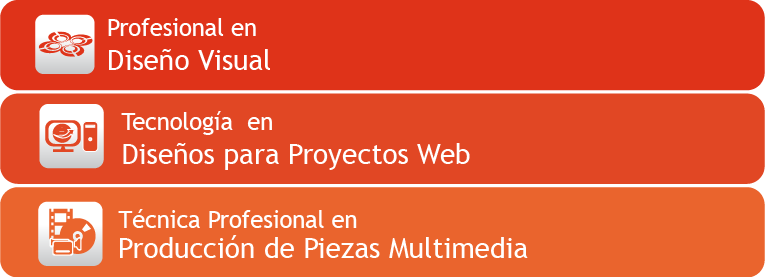 Profesional en
Diseño Visual
Tecnología en
Diseños para Proyectos Web
Técnica Profesional en
Producción de Piezas Multimedia